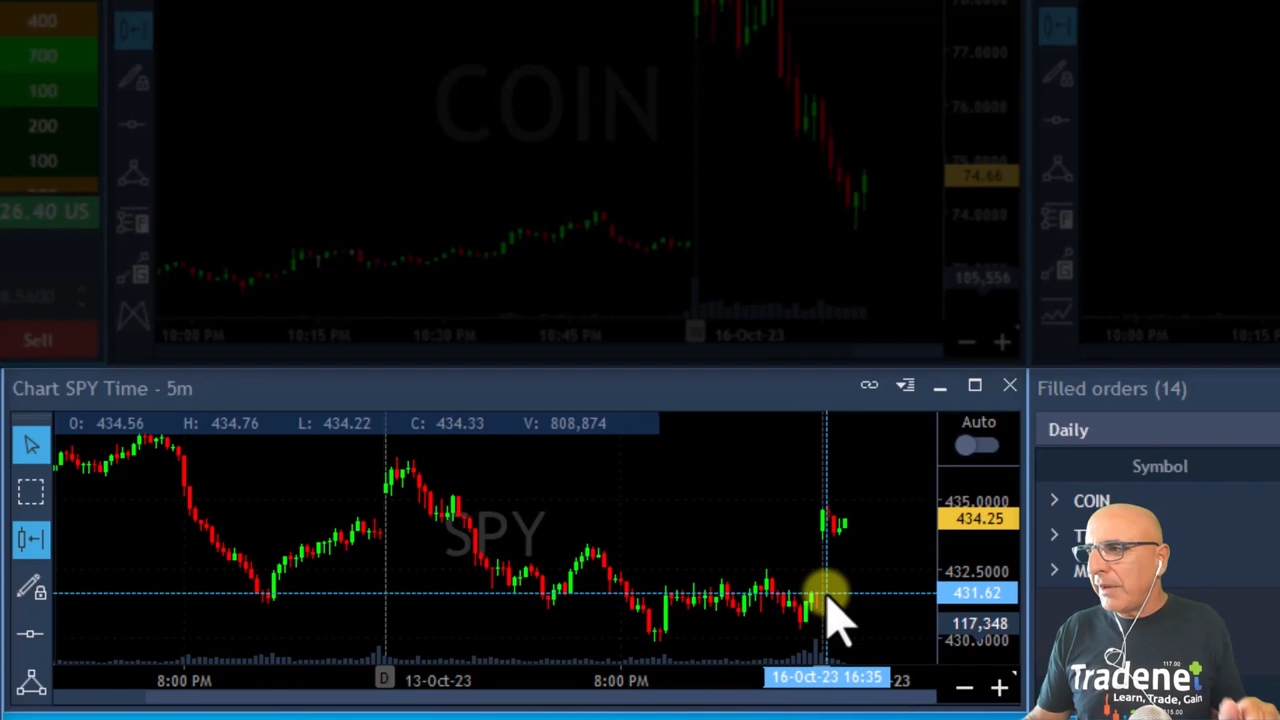 400
700
100
200
100
26.40 US
8.5600
Sell
COIN
77.0000
76.0000
74.66
74.0000
105,556
10:00 PM 10:15 PM 10:30 PM 10:45 PM 16-Oct-23
10:00 PM 10:15 P
Chart SPY Time - 5m
O: 434.56 H: 434.76 L: 434.22 C: 434.33 V: 808,874
Auto
SPY
435.0000
434.25
432.5000
431.62
117,348
430.0000
8:00 PM D 13-Oct-23 8:00 PM 16-Oct-23 16:35 23
Filled orders (14)
Daily
Symbol
COIN
T
M
Tradenet
Learn, Trade, Gain